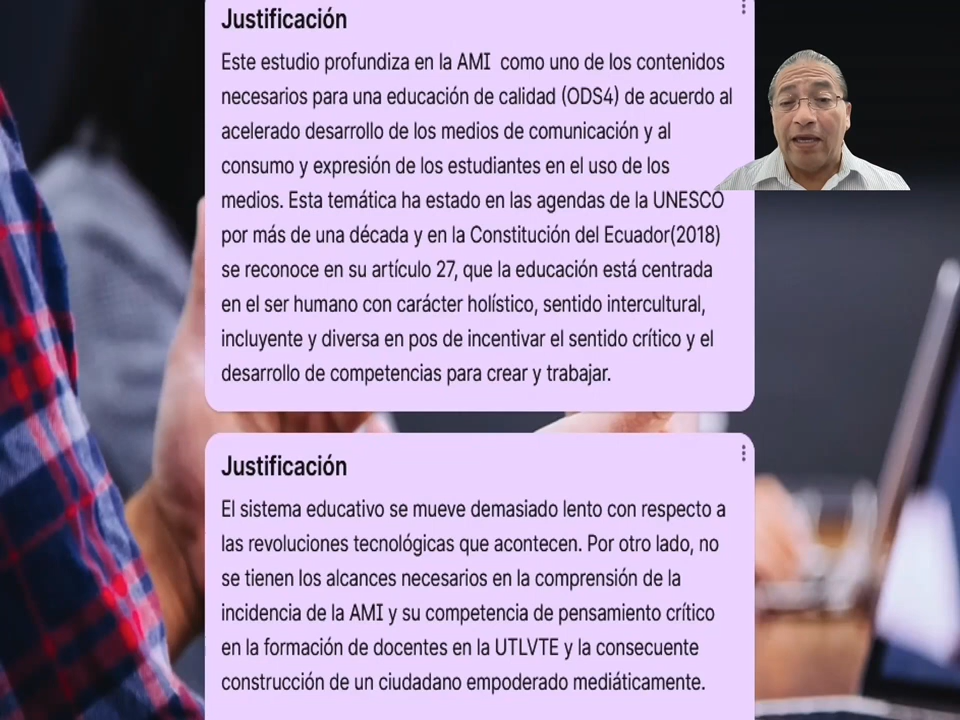 Justificación
Este estudio profundiza en la AMI como uno de los contenidos
necesarios para una educación de calidad (ODS4) de acuerdo al
acelerado desarrollo de los medios de comunicación y al
consumo y expresión de los estudiantes en el uso de los
medios. Esta temática ha estado en las agendas de la UNESCO
por más de una década y en la Constitución del Ecuador(2018)
se reconoce en su artículo 27, que la educación está centrada
en el ser humano con carácter holístico, sentido intercultural,
incluyente y diversa en pos de incentivar el sentido crítico y el
desarrollo de competencias para crear y trabajar.
Justificación
El sistema educativo se mueve demasiado lento con respecto a
las revoluciones tecnológicas que acontecen. Por otro lado, no
se tienen los alcances necesarios en la comprensión de la
incidencia de la AMI y su competencia de pensamiento crítico
en la formación de docentes en la UTLVTE y la consecuente
construcción de un ciudadano empoderado mediáticamente.